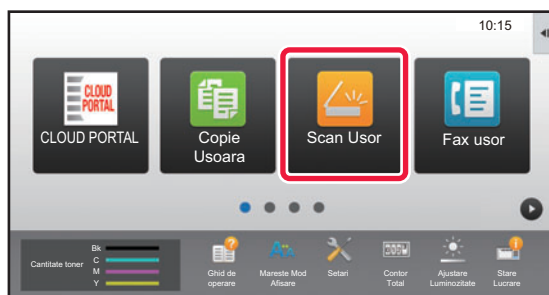 10:15
CLOUD
PORTAL
CLOUD PORTAL
Copie
Usoara
Scan Usor
Fax usor
Cantitate toner
Bk
C
M
Y
Ghid de
operare
Mareste Mod
Afisare
Setari
Contor
Total
Ajustare
Luminozitate
Stare
Lucrare